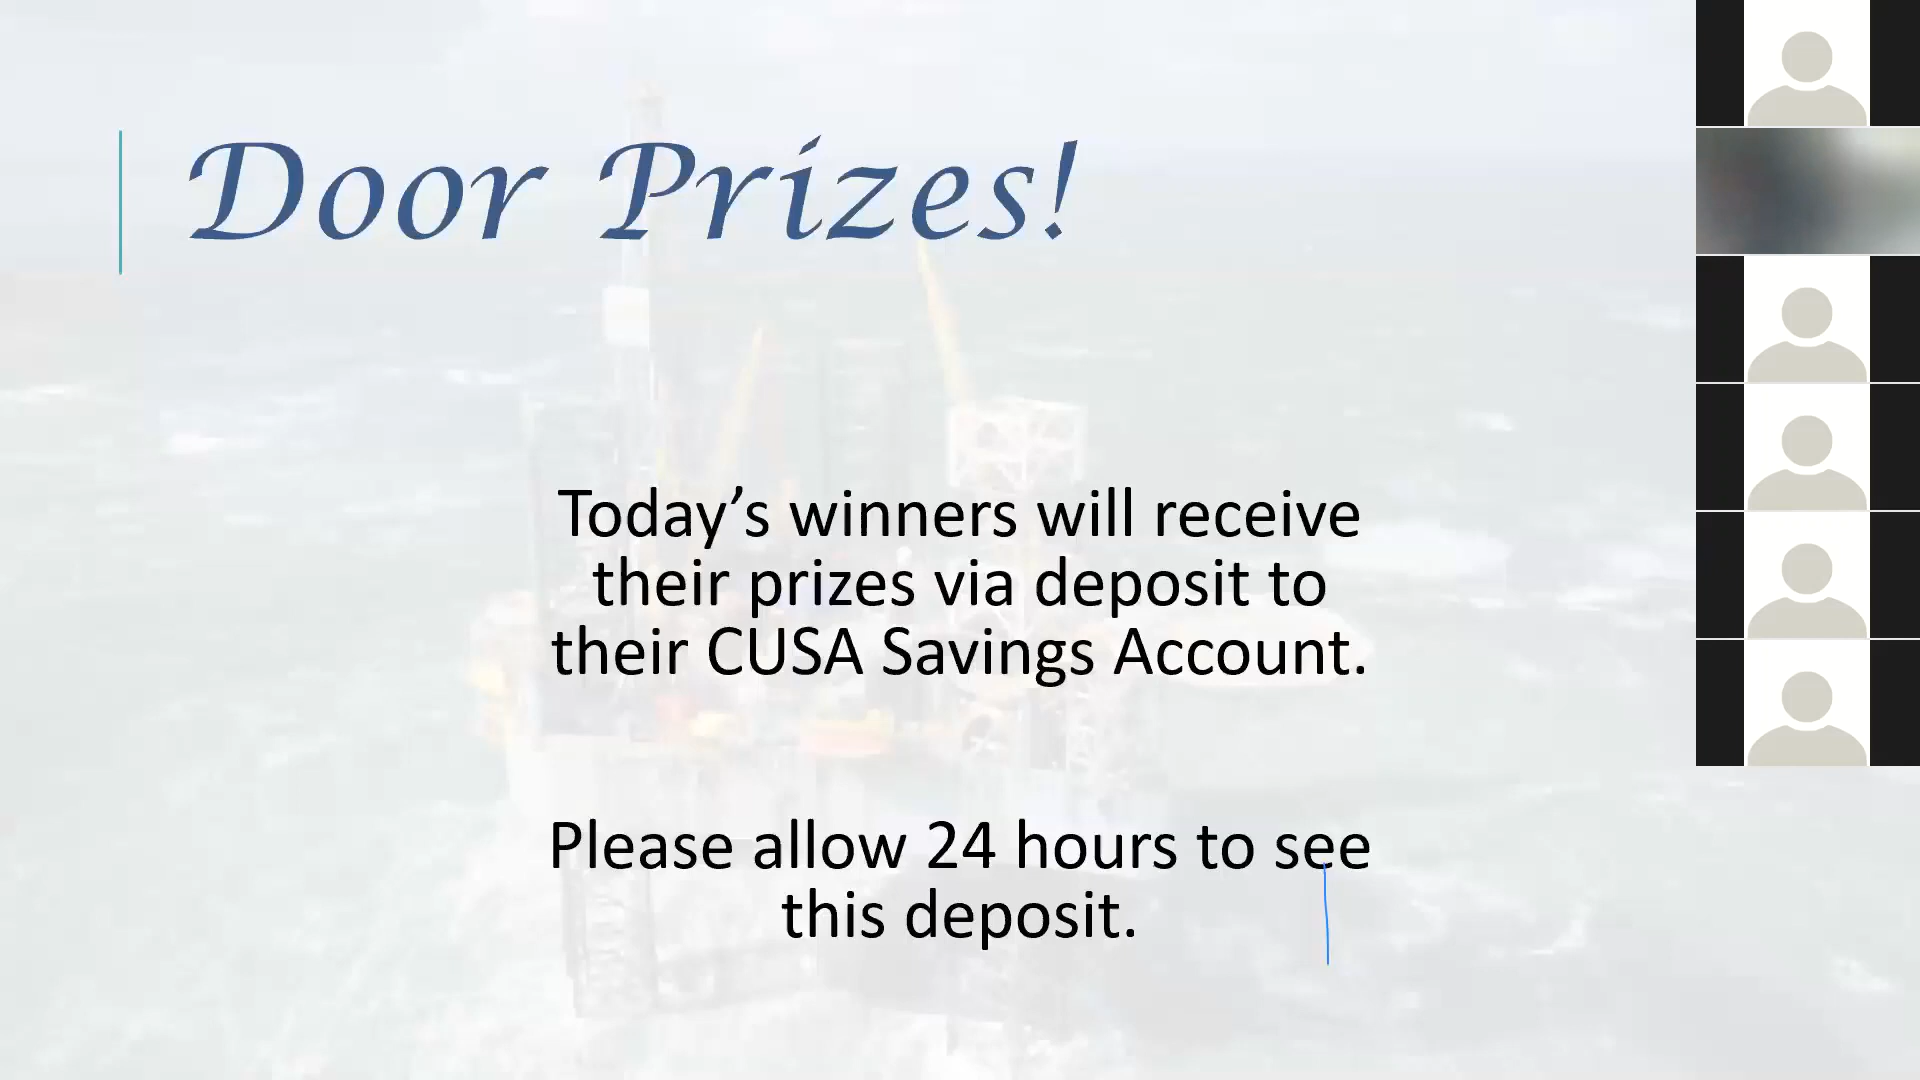 Door Prizes!
Today’s winners will receive
their prizes via deposit to
their CUSA Savings Account.
Please allow 24 hours to see
this deposit.